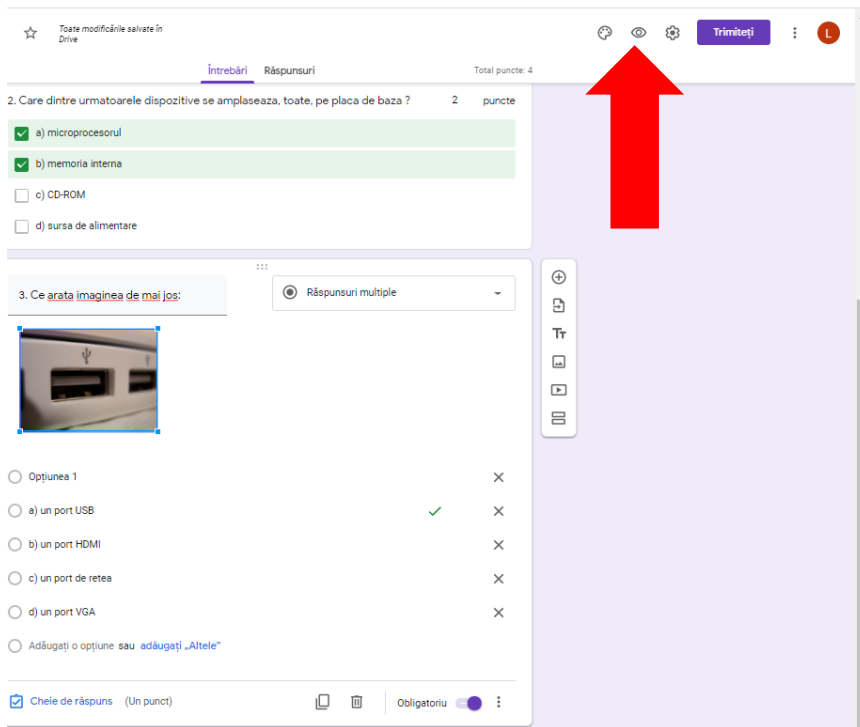 Toate modificările salvate în
Drive
Trimiteți
L
Întrebări Răspunsuri Total puncte: 4
2. Care dintre urmatoarele dispozitive se amplaseaza, toate, pe placa de baza ? 2 puncte
a) microprocesorul
b) memoria interna
c) CD-ROM
d) sursa de alimentare
3. Ce arata imaginea de mai jos: Răspunsuri multiple
Tт
Opțiunea 1
a) un port USB
b) un port HDMI
c) un port de retea
d) un port VGA
Adăugați o opțiune sau adăugați „Altele”
Cheie de răspuns (Un punct) Obligatoriu